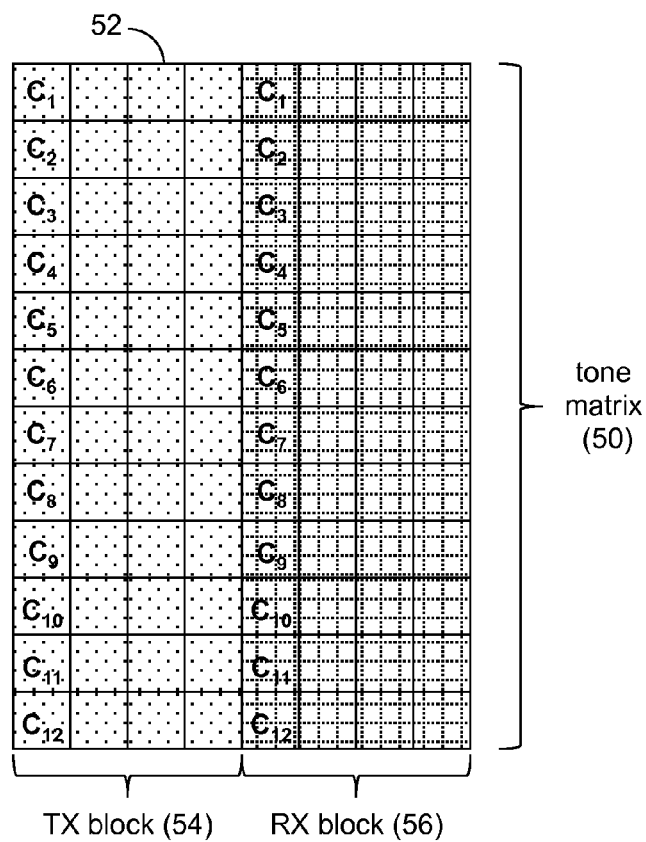 52
C1 C1
C2 C2
C3 C3
C4 C4
C5 C5
C6 C6
C7 C7
C8 C8
C9 C9
C10 C10
C11 C11
C12 C12
tone
matrix
(50)
TX block (54) RX block (56)